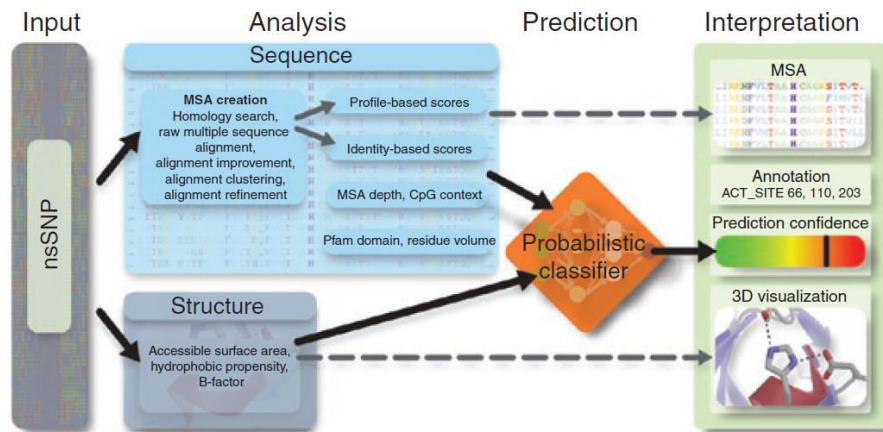 Input
Analysis
Prediction
Interpretation
nsSNP
Sequence
MSA creation
Homology search,
raw multiple sequence
alignment,
alignment improvement,
alignment clustering,
alignment refinement
Profile-based scores
Identity-based scores
MSA depth, CpG context
Pfam domain, residue volume
Structure
Accessible surface area,
hydrophobic propensity,
B-factor
Probabilistic
classifier
MSA
Annotation
ACT_SITE 66, 110, 203
Prediction confidence
3D visualization